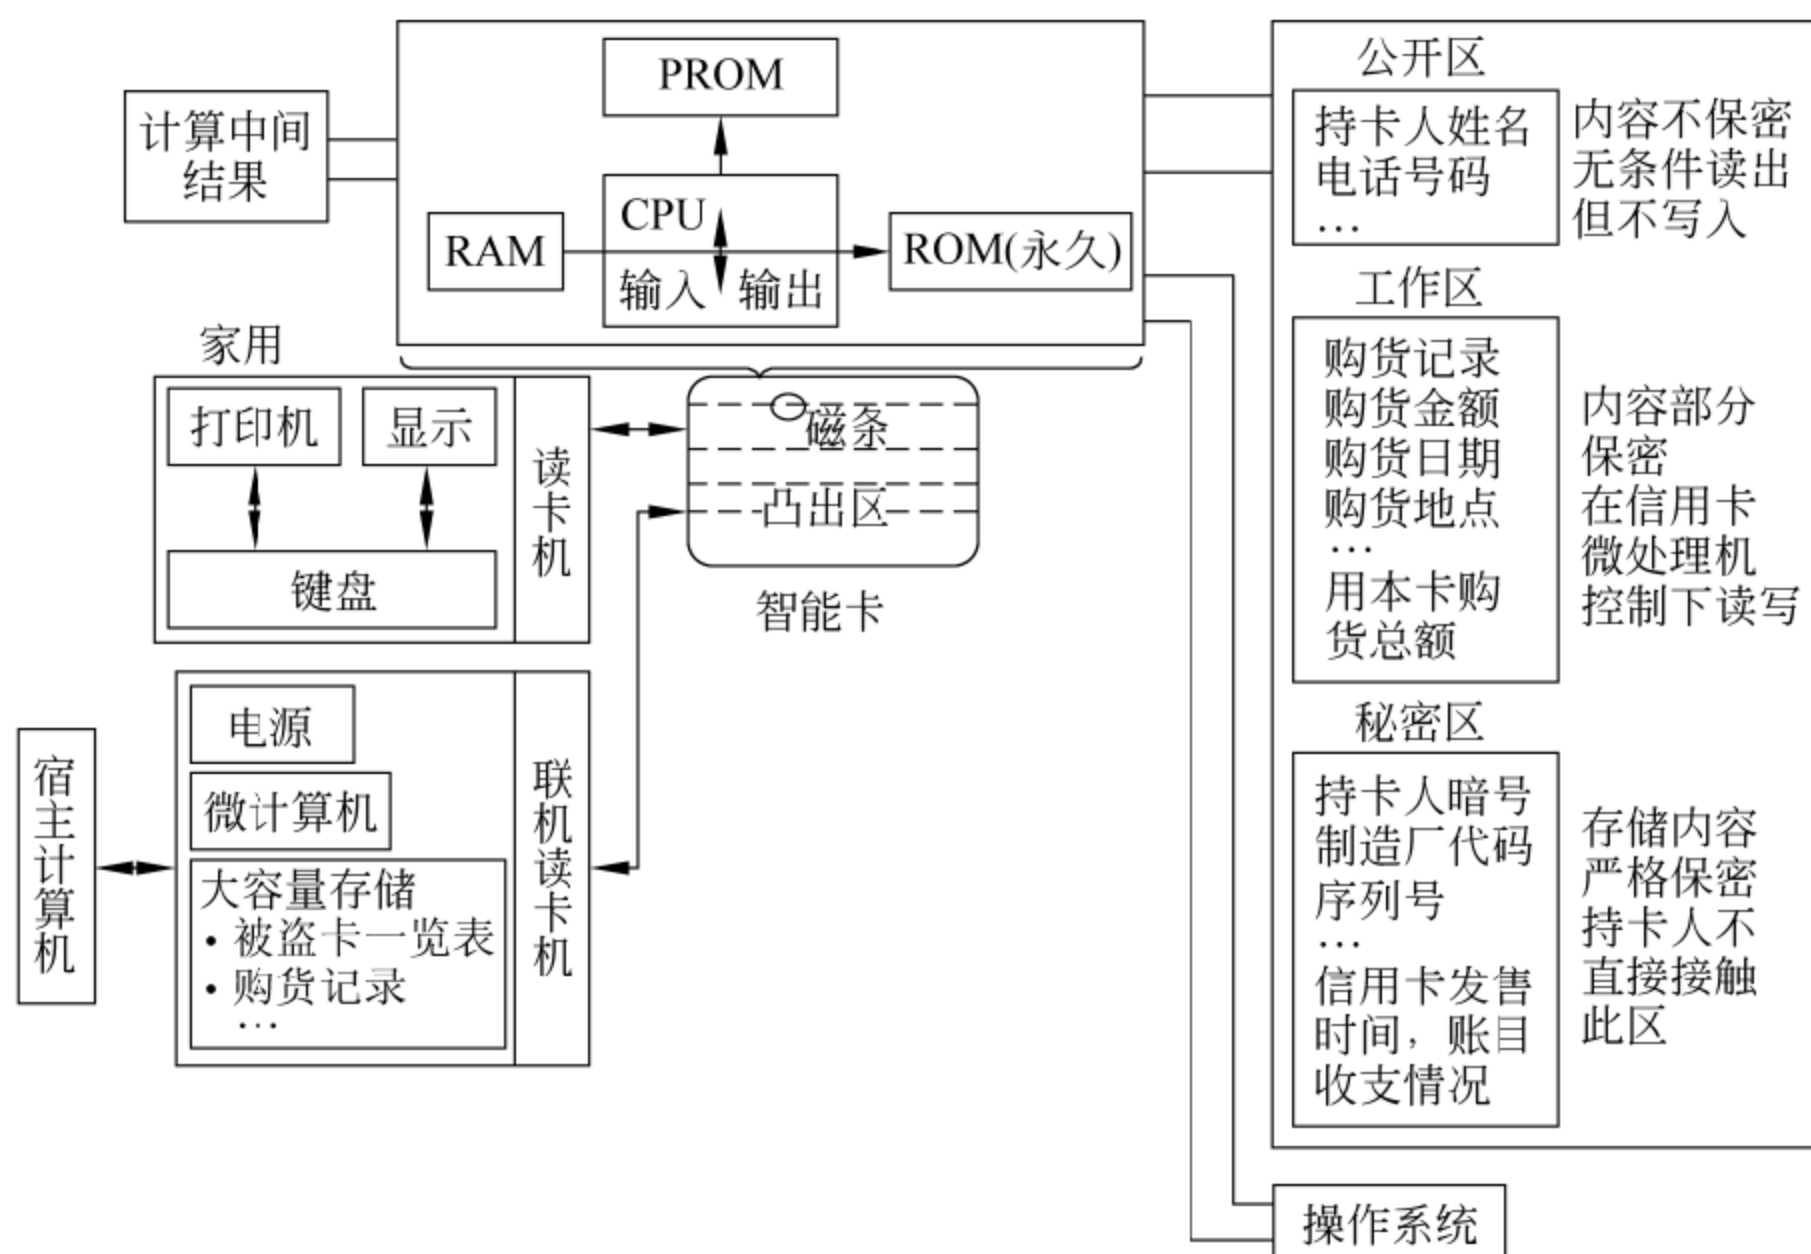 计算中间
结果
PROM
CPU
RAM
输入 输出
ROM(永久)
家用
打印机
显示
键盘
读卡机
磁条
凸出区
智能卡
宿主计算机
电源
微计算机
大容量存储
• 被盗卡一览表
• 购货记录
…
联机读卡机
公开区
持卡人姓名
电话号码
…
内容不保密
无条件读出
但不写入
工作区
购货记录
购货金额
购货日期
购货地点
…
用本卡购
货总额
内容部分
保密
在信用卡
微处理机
控制下读写
秘密区
持卡人暗号
制造厂代码
序列号
…
信用卡发售
时间，账目
收支情况
存储内容
严格保密
持卡人不
直接接触
此区
操作系统